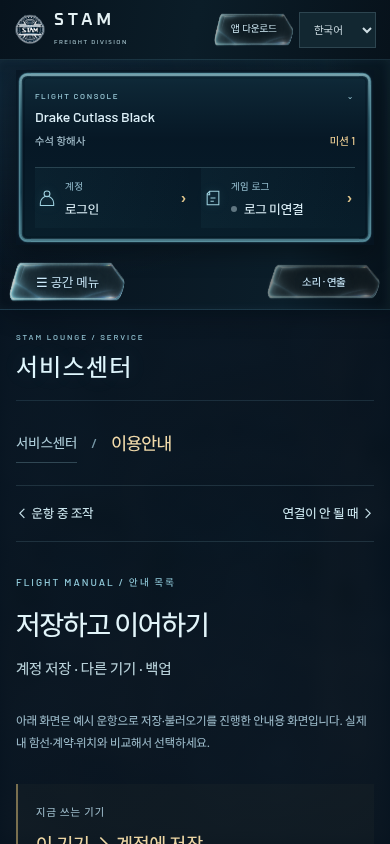 STAM
FREIGHT DIVISION
앱 다운로드
한국어
FLIGHT CONSOLE
Drake Cutlass Black
수석 항해사
미션 1
계정
로그인
게임 로그
로그 미연결
☰ 공간 메뉴
소리·연출
STAM LOUNGE / SERVICE
서비스센터
서비스센터 / 이용안내
운항 중 조작
연결이 안 될 때
FLIGHT MANUAL / 안내 목록
저장하고 이어하기
계정 저장 · 다른 기기 · 백업
아래 화면은 예시 운항으로 저장·불러오기를 진행한 안내용 화면입니다. 실제
내 함선·계약·위치와 비교해서 선택하세요.
지금 쓰는 기기
이 기기 → 계정에 저장